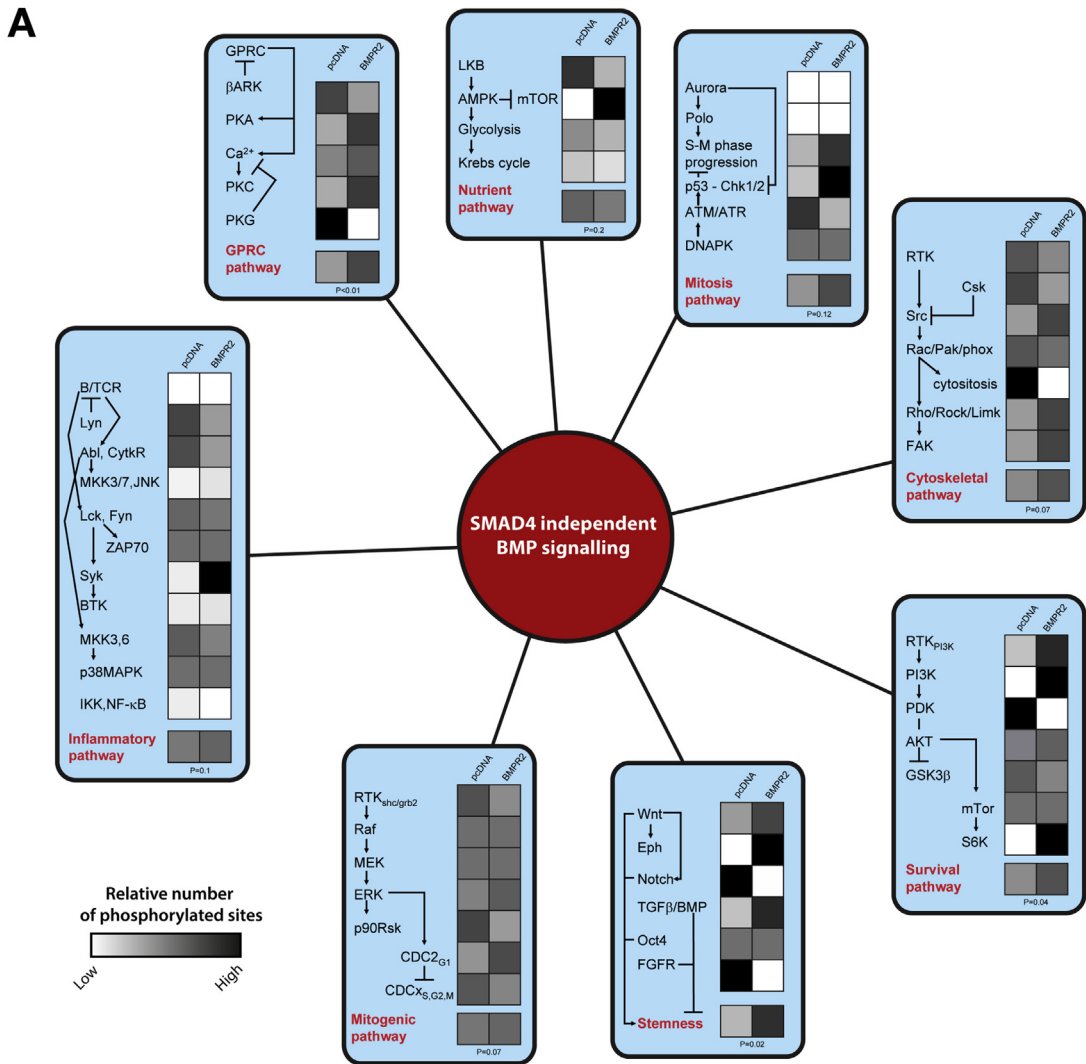 A
pcDNA BMPR2
GPRC
βARK
PKA
Ca2+
PKC
PKG
GPRC
pathway
P<0.01
pcDNA BMPR2
LKB
AMPK mTOR
Glycolysis
Krebs cycle
Nutrient
pathway
P=0.2
pcDNA BMPR2
Aurora
Polo
S-M phase
progression
p53 - Chk1/2
ATM/ATR
DNAPK
Mitosis
pathway
P=0.12
pcDNA BMPR2
RTK
Csk
Src
Rac/Pak/phox
cytositosis
Rho/Rock/Limk
FAK
Cytoskeletal
pathway
P=0.07
pcDNA BMPR2
B/TCR
Lyn
Abl, CytkR
MKK3/7,JNK
Lck, Fyn
ZAP70
Syk
BTK
MKK3,6
p38MAPK
IKK,NF-κB
Inflammatory
pathway
P=0.1
SMAD4 independent
BMP signalling
pcDNA BMPR2
RTKPI3K
PI3K
PDK
AKT
GSK3β
mTor
S6K
Survival
pathway
P=0.04
pcDNA BMPR2
RTKshc/grb2
Raf
MEK
ERK
p90Rsk
CDC2G1
CDCxS,G2,M
Mitogenic
pathway
P=0.07
pcDNA BMPR2
Wnt
Eph
Notch
TGFβ/BMP
Oct4
FGFR
Stemness
P=0.02
Relative number
of phosphorylated sites
Low High